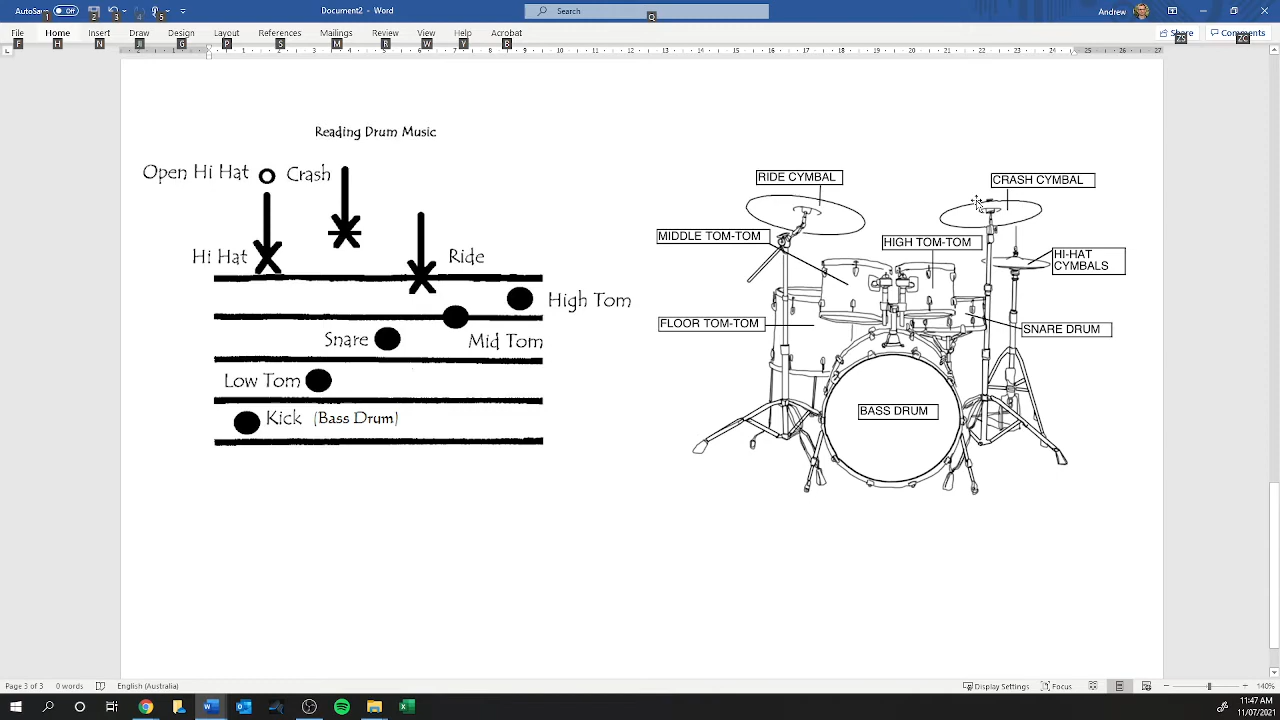 AutoSave Off
Document2 - Word
Search
Andrew
File Home Insert Draw Design Layout References Mailings Review View Help Acrobat
Share Comments
Reading Drum Music
Open Hi Hat
Crash
Hi Hat
Ride
High Tom
Snare
Mid Tom
Low Tom
Kick (Bass Drum)
RIDE CYMBAL
CRASH CYMBAL
MIDDLE TOM-TOM
HIGH TOM-TOM
HI-HAT
CYMBALS
FLOOR TOM-TOM
SNARE DRUM
BASS DRUM
Page 3 of 3 0 words English (Australia)
Display Settings Focus 140%
11:47 AM
11/07/2021